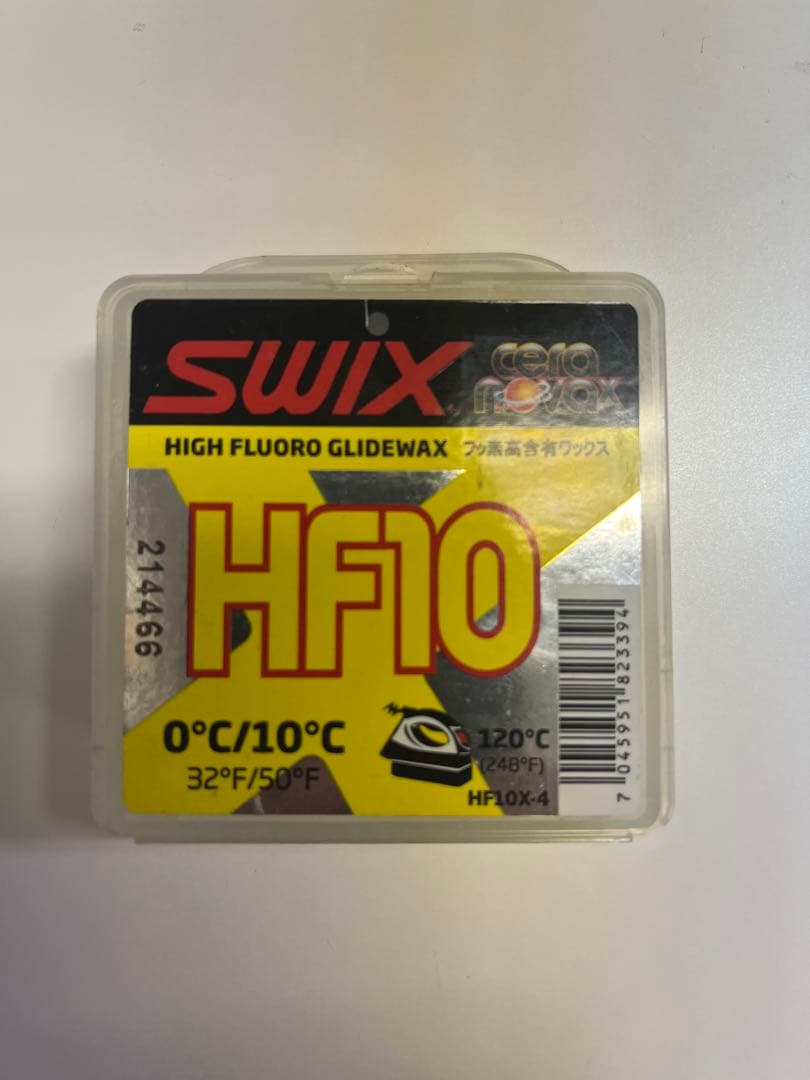 SWIX
cera
novax
HIGH FLUORO GLIDEWAX フッ素高含有ワックス
HF10
214466
0°C/10°C
32°F/50°F
120°C
(248°F)
HF10X-4
7 045951 823394